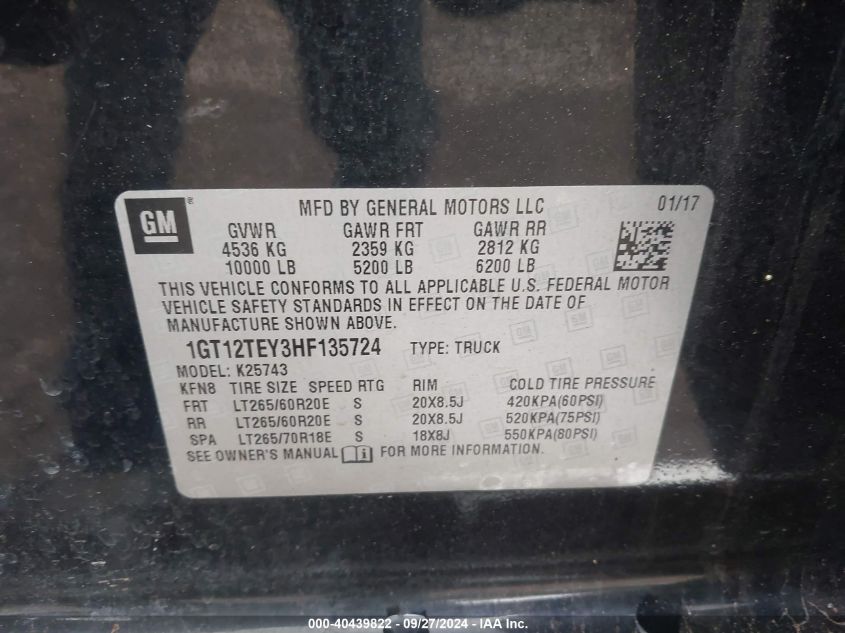 GM
MFD BY GENERAL MOTORS LLC 01/17
GVWR GAWR FRT GAWR RR
4536 KG 2359 KG 2812 KG
10000 LB 5200 LB 6200 LB
THIS VEHICLE CONFORMS TO ALL APPLICABLE U.S. FEDERAL MOTOR
VEHICLE SAFETY STANDARDS IN EFFECT ON THE DATE OF
MANUFACTURE SHOWN ABOVE.
1GT12TEY3HF135724 TYPE: TRUCK
MODEL: K25743
KFN8 TIRE SIZE SPEED RTG RIM COLD TIRE PRESSURE
FRT LT265/60R20E S 20X8.5J 420KPA(60PSI)
RR LT265/60R20E S 20X8.5J 520KPA(75PSI)
SPA LT265/70R18E S 18X8J 550KPA(80PSI)
SEE OWNER'S MANUAL i FOR MORE INFORMATION.
000-40439822 - 09/27/2024 - IAA Inc.